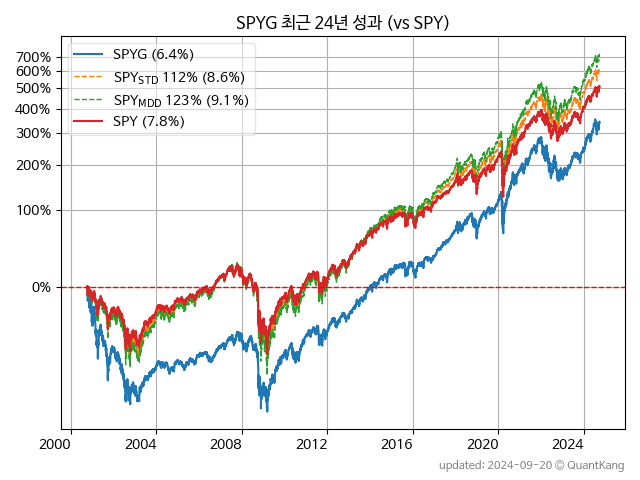 SPYG 최근 24년 성과 (vs SPY)
SPYG (6.4%)
SPY_STD 112% (8.6%)
SPY_MDD 123% (9.1%)
SPY (7.8%)
700%
600%
500%
400%
300%
200%
100%
0%
2000 2004 2008 2012 2016 2020 2024
updated: 2024-09-20 © QuantKang